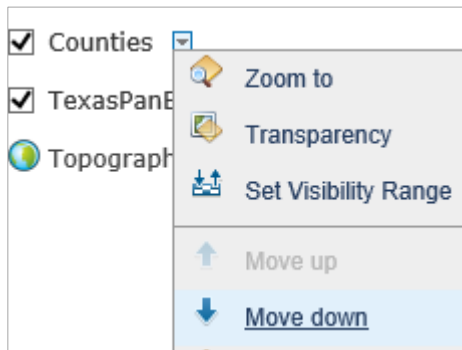 Counties
Zoom to
TexasPanE
Transparency
Topograph
Set Visibility Range
Move up
Move down